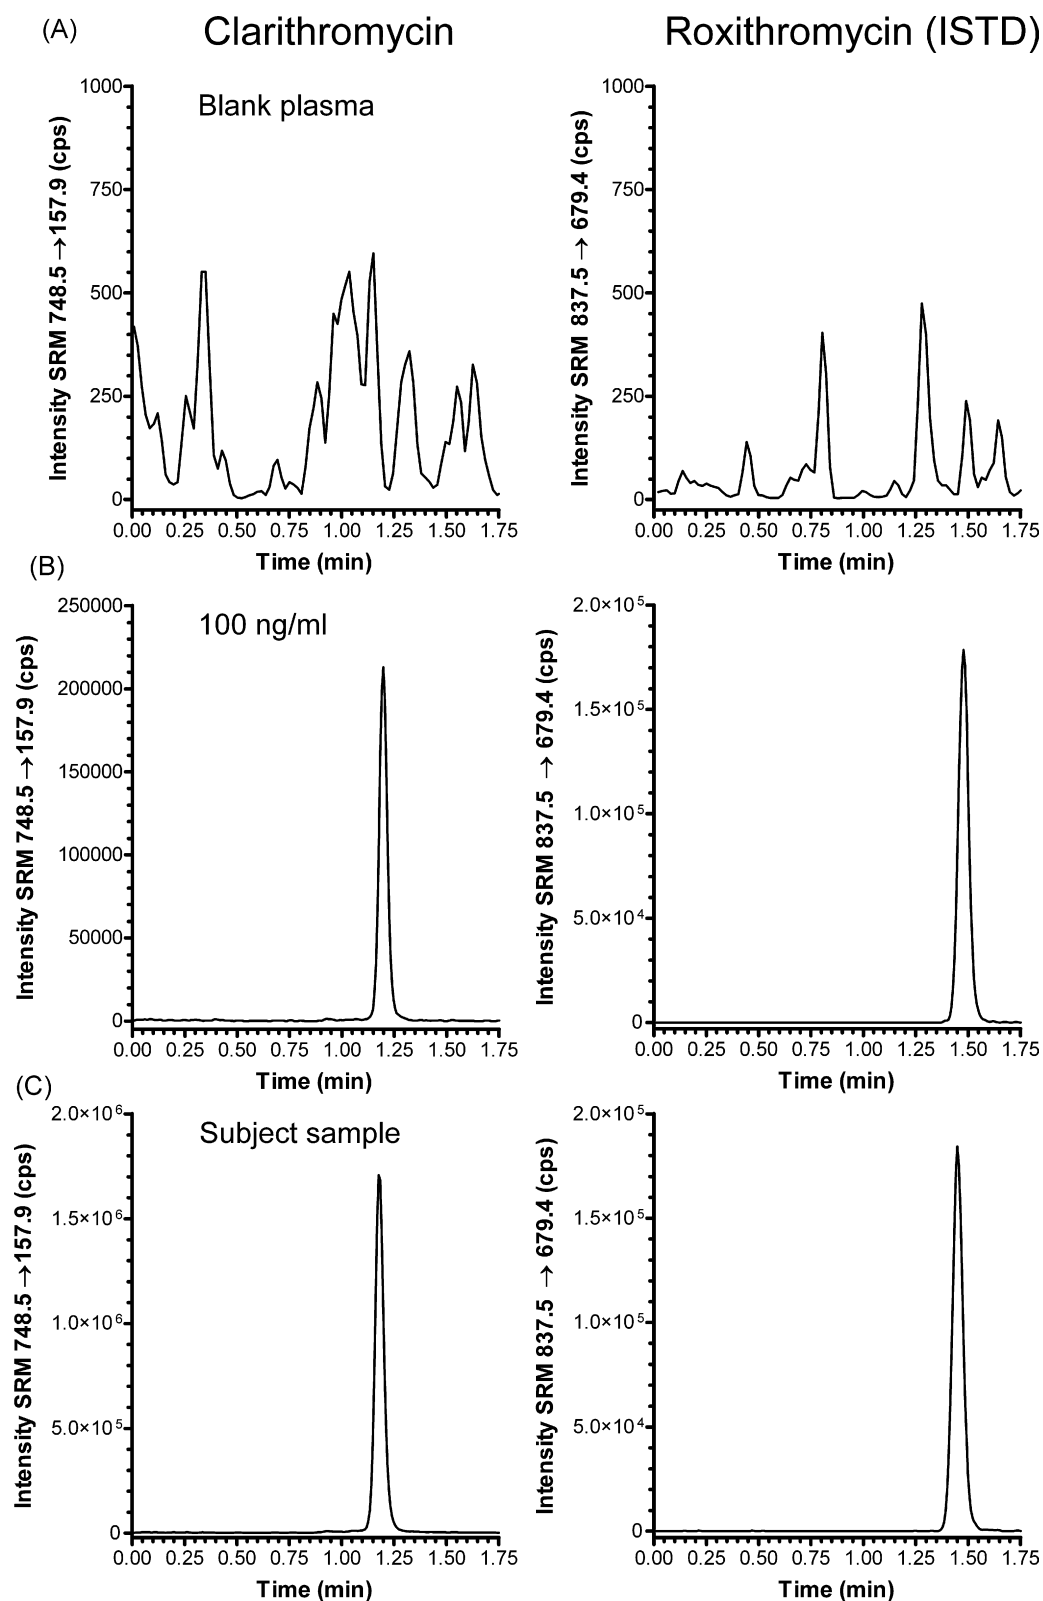 (A)
Clarithromycin
Roxithromycin (ISTD)
Blank plasma
Intensity SRM 748.5 →157.9 (cps)
1000
750
500
250
0
0.00 0.25 0.50 0.75 1.00 1.25 1.50 1.75
Time (min)
Intensity SRM 837.5 → 679.4 (cps)
1000
750
500
250
0
0.00 0.25 0.50 0.75 1.00 1.25 1.50 1.75
Time (min)
(B)
100 ng/ml
Intensity SRM 748.5 →157.9 (cps)
250000
200000
150000
100000
50000
0
0.00 0.25 0.50 0.75 1.00 1.25 1.50 1.75
Time (min)
Intensity SRM 837.5 → 679.4 (cps)
2.0×10⁵
1.5×10⁵
1.0×10⁵
5.0×10⁴
0
0.00 0.25 0.50 0.75 1.00 1.25 1.50 1.75
Time (min)
(C)
Subject sample
Intensity SRM 748.5 →157.9 (cps)
2.0×10⁶
1.5×10⁶
1.0×10⁶
5.0×10⁵
0
0.00 0.25 0.50 0.75 1.00 1.25 1.50 1.75
Time (min)
Intensity SRM 837.5 → 679.4 (cps)
2.0×10⁵
1.5×10⁵
1.0×10⁵
5.0×10⁴
0
0.00 0.25 0.50 0.75 1.00 1.25 1.50 1.75
Time (min)